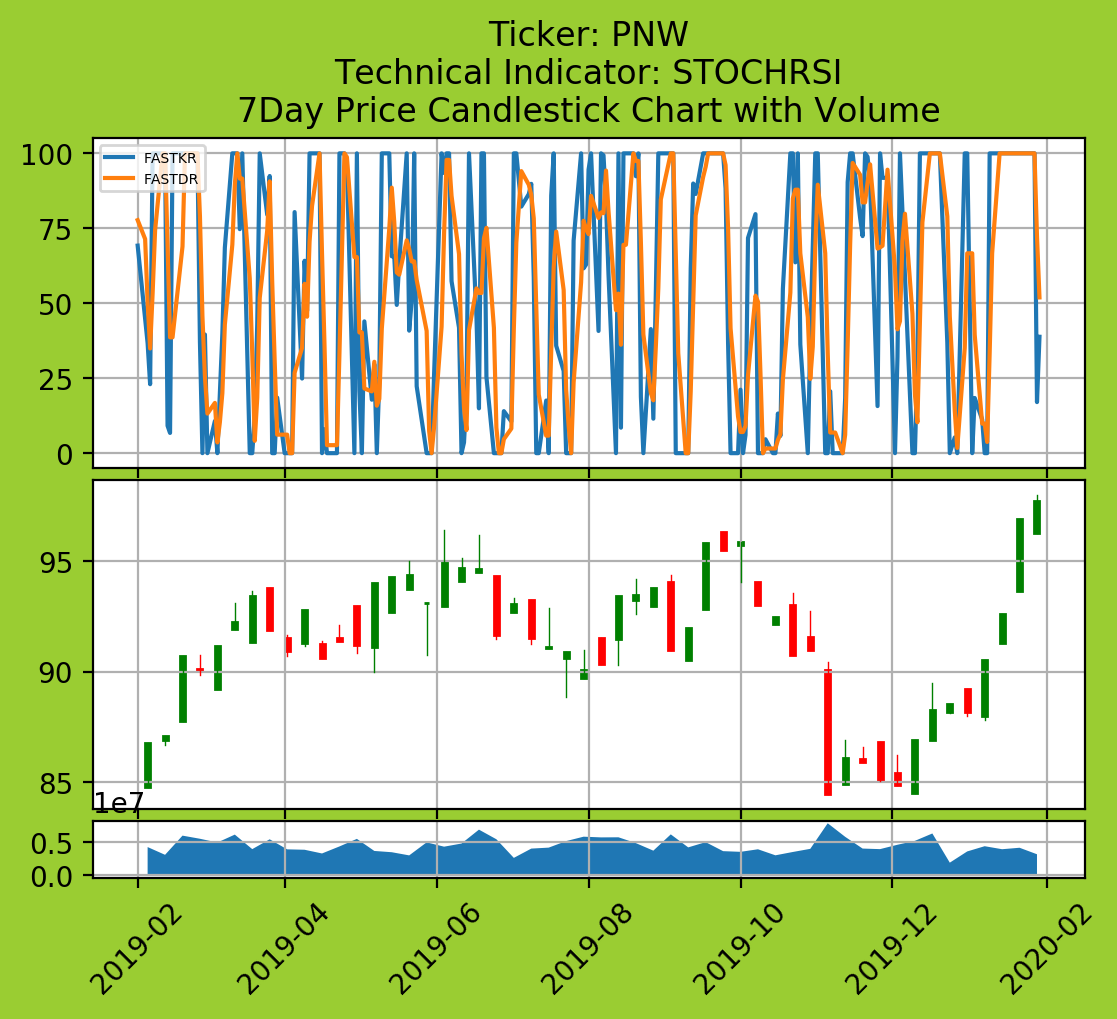 Ticker: PNW
Technical Indicator: STOCHRSI
7Day Price Candlestick Chart with Volume
100
75
50
25
0
FASTKR
FASTDR
95
90
85
1e7
0.5
0.0
2019-02
2019-04
2019-06
2019-08
2019-10
2019-12
2020-02